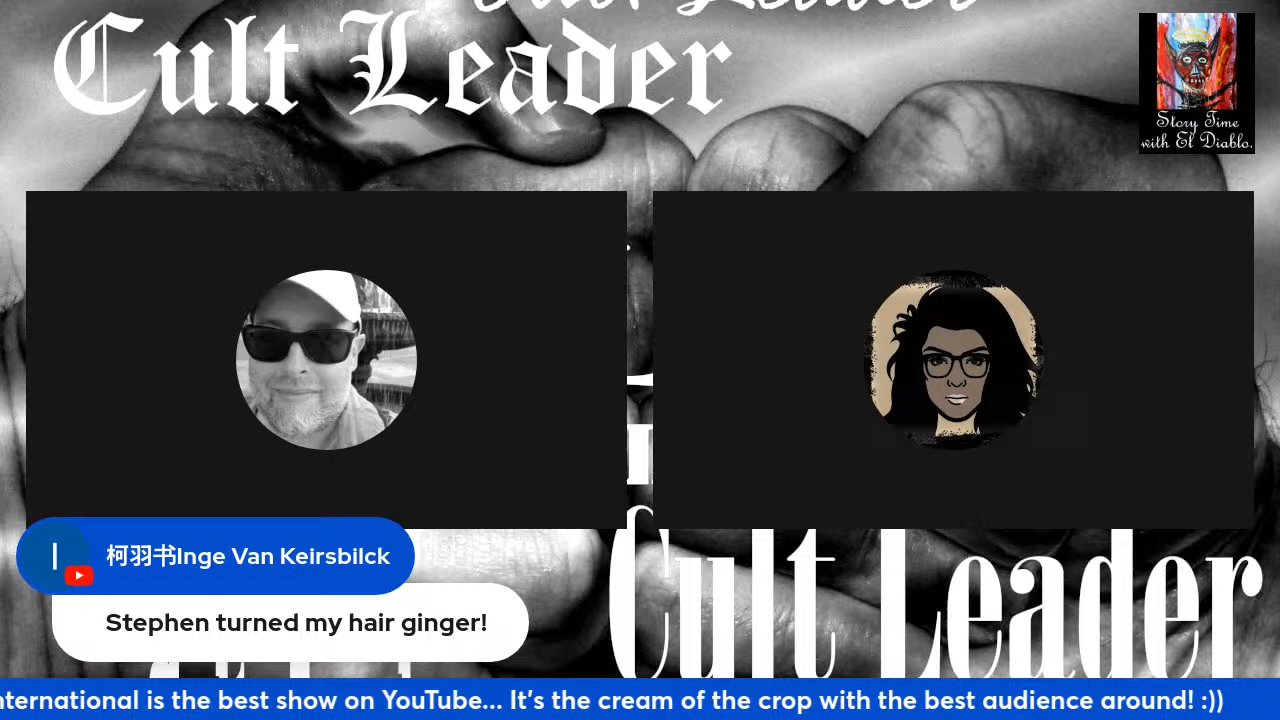 Cult Leader
Cult Leader
Story Time
with El Diablo.
柯羽书Inge Van Keirsbilck
Stephen turned my hair ginger!
Cult Leader
nternational is the best show on YouTube... It's the cream of the crop with the best audience around! :))